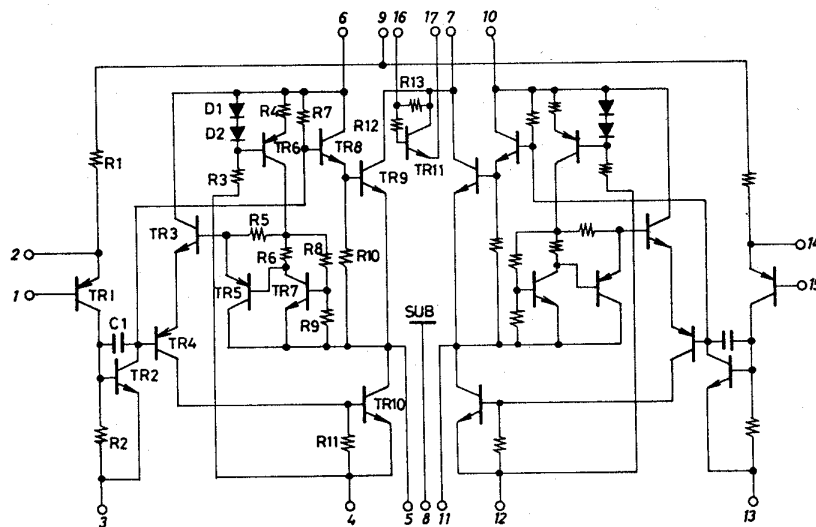 6 9 16 17 7 10
R13
D1 R4 R7
D2 R12
TR6 TR8 TR11
R1 R3 TR9
TR3 R5
2 R6 R8 R10 14
1 TR1 TR5 TR7 15
R9 SUB
C1 TR4
TR2 TR10
R2 R11
3 4 5 8 11 12 13